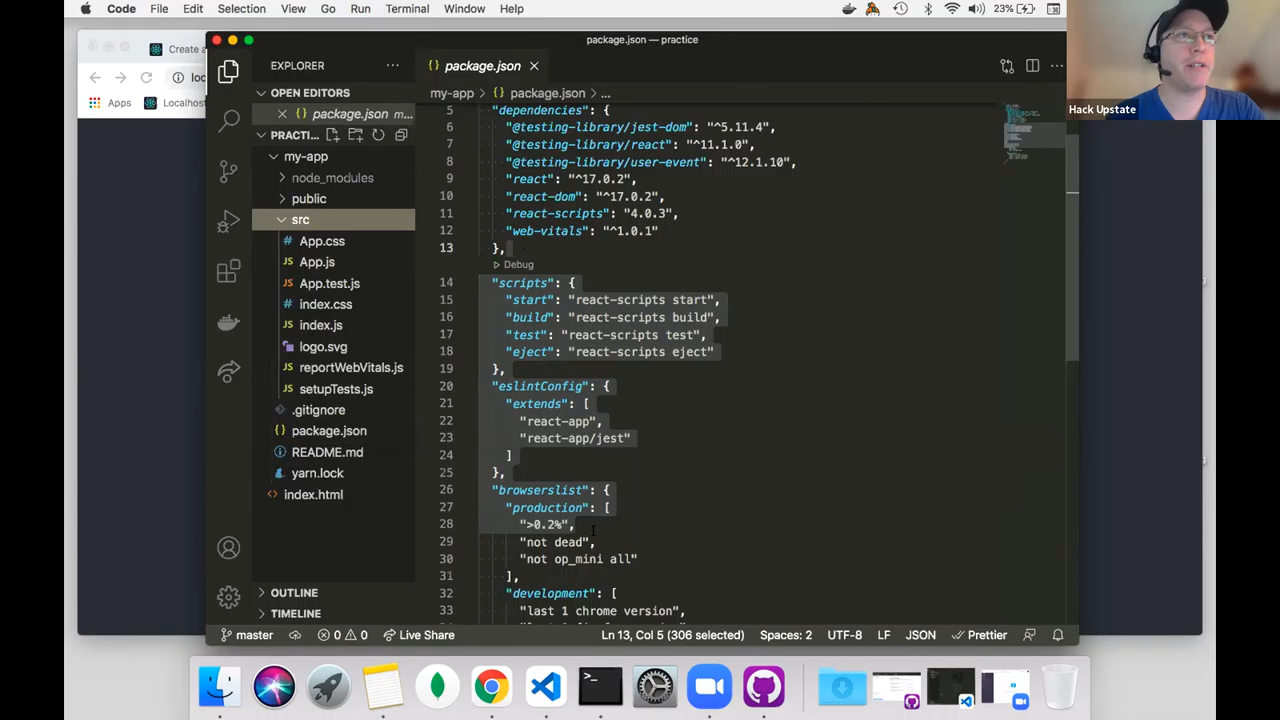 Code File Edit Selection View Go Run Terminal Window Help 23%
package.json — practice
Create a
loc
Apps Localhost
EXPLORER
OPEN EDITORS
package.json m...
PRACTI...
my-app
node_modules
public
src
App.css
App.js
App.test.js
index.css
index.js
logo.svg
reportWebVitals.js
setupTests.js
.gitignore
package.json
README.md
yarn.lock
index.html
OUTLINE
TIMELINE
package.json
my-app > {} package.json > ...
5 "dependencies": {
6 "@testing-library/jest-dom": "^5.11.4",
7 "@testing-library/react": "^11.1.0",
8 "@testing-library/user-event": "^12.1.10",
9 "react": "^17.0.2",
10 "react-dom": "^17.0.2",
11 "react-scripts": "4.0.3",
12 "web-vitals": "^1.0.1"
13 },
Debug
14 "scripts": {
15 "start": "react-scripts start",
16 "build": "react-scripts build",
17 "test": "react-scripts test",
18 "eject": "react-scripts eject"
19 },
20 "eslintConfig": {
21 "extends": [
22 "react-app",
23 "react-app/jest"
24 ]
25 },
26 "browserslist": {
27 "production": [
28 ">0.2%",
29 "not dead",
30 "not op_mini all"
31 ],
32 "development": [
33 "last 1 chrome version",
master 0 0 Live Share Ln 13, Col 5 (306 selected) Spaces: 2 UTF-8 LF JSON Prettier
Hack Upstate